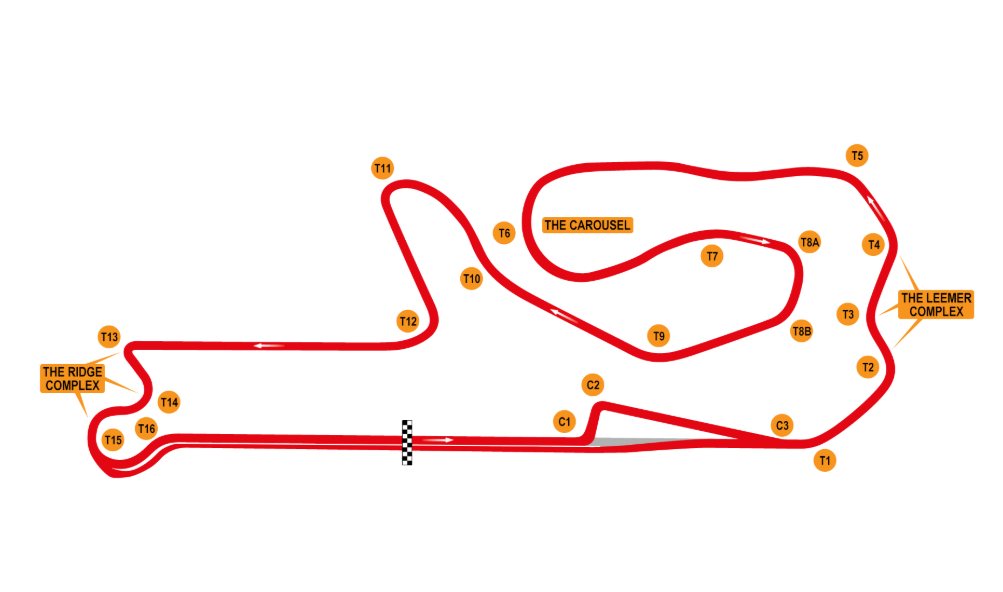 T5
T11
THE CAROUSEL
T6
T8A
T4
T7
T10
THE LEEMER
COMPLEX
T3
T12
T8B
T13
T9
T2
THE RIDGE
COMPLEX
C2
T14
C1
C3
T16
T15
T1